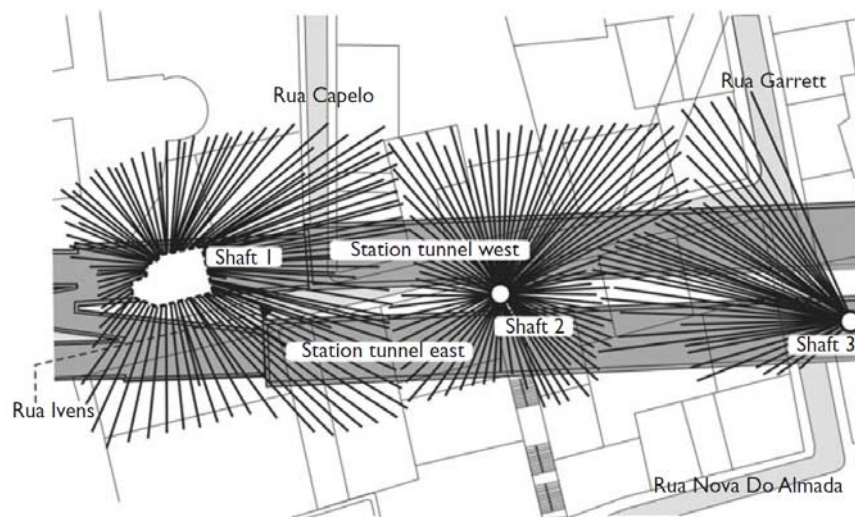 Rua Capelo
Rua Garrett
Shaft 1
Station tunnel west
Shaft 2
Shaft 3
Station tunnel east
Rua Ivens
Rua Nova Do Almada